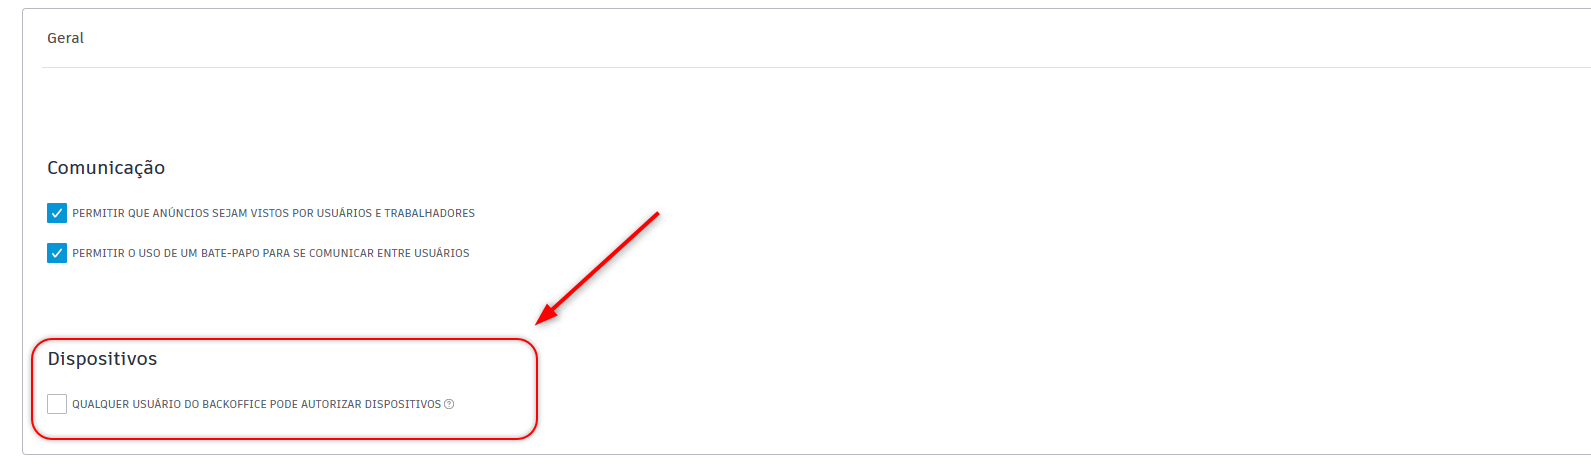 Geral
Comunicação
PERMITIR QUE ANÚNCIOS SEJAM VISTOS POR USUÁRIOS E TRABALHADORES
PERMITIR O USO DE UM BATE-PAPO PARA SE COMUNICAR ENTRE USUÁRIOS
Dispositivos
QUALQUER USUÁRIO DO BACKOFFICE PODE AUTORIZAR DISPOSITIVOS ?